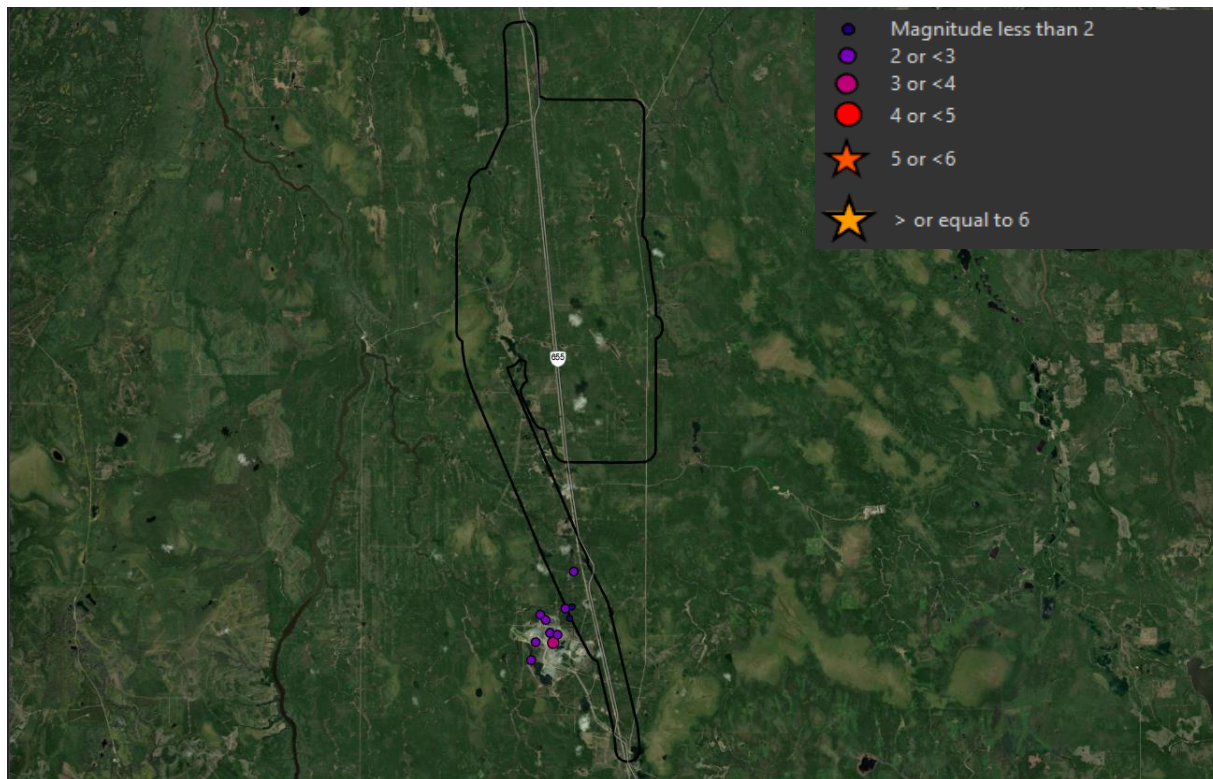 Magnitude less than 2
2 or <3
3 or <4
4 or <5
5 or <6
> or equal to 6
655